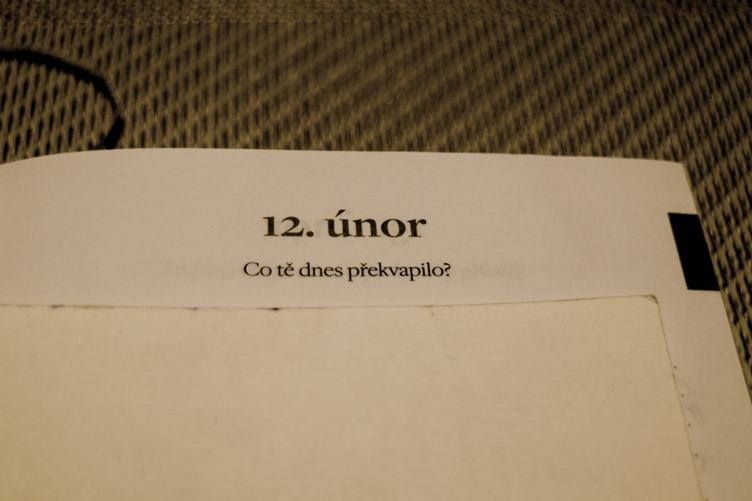 12. únor
Co tě dnes překvapilo?